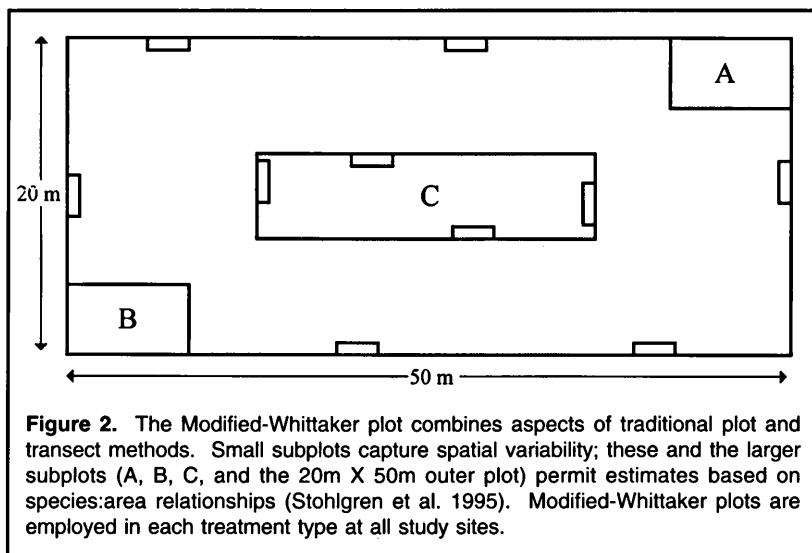 A
20 m
C
B
50 m
Figure 2. The Modified-Whittaker plot combines aspects of traditional plot and
transect methods. Small subplots capture spatial variability; these and the larger
subplots (A, B, C, and the 20m X 50m outer plot) permit estimates based on
species:area relationships (Stohlgren et al. 1995). Modified-Whittaker plots are
employed in each treatment type at all study sites.